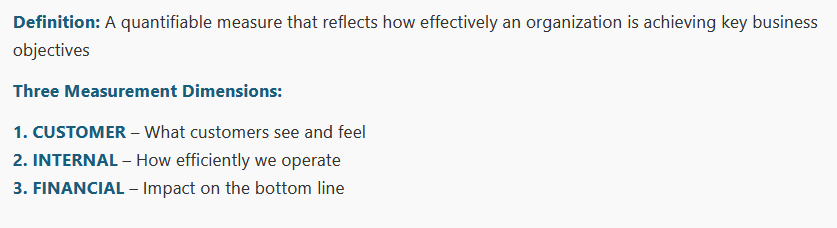 Definition: A quantifiable measure that reflects how effectively an organization is achieving key business
objectives
Three Measurement Dimensions:
1. CUSTOMER – What customers see and feel
2. INTERNAL – How efficiently we operate
3. FINANCIAL – Impact on the bottom line